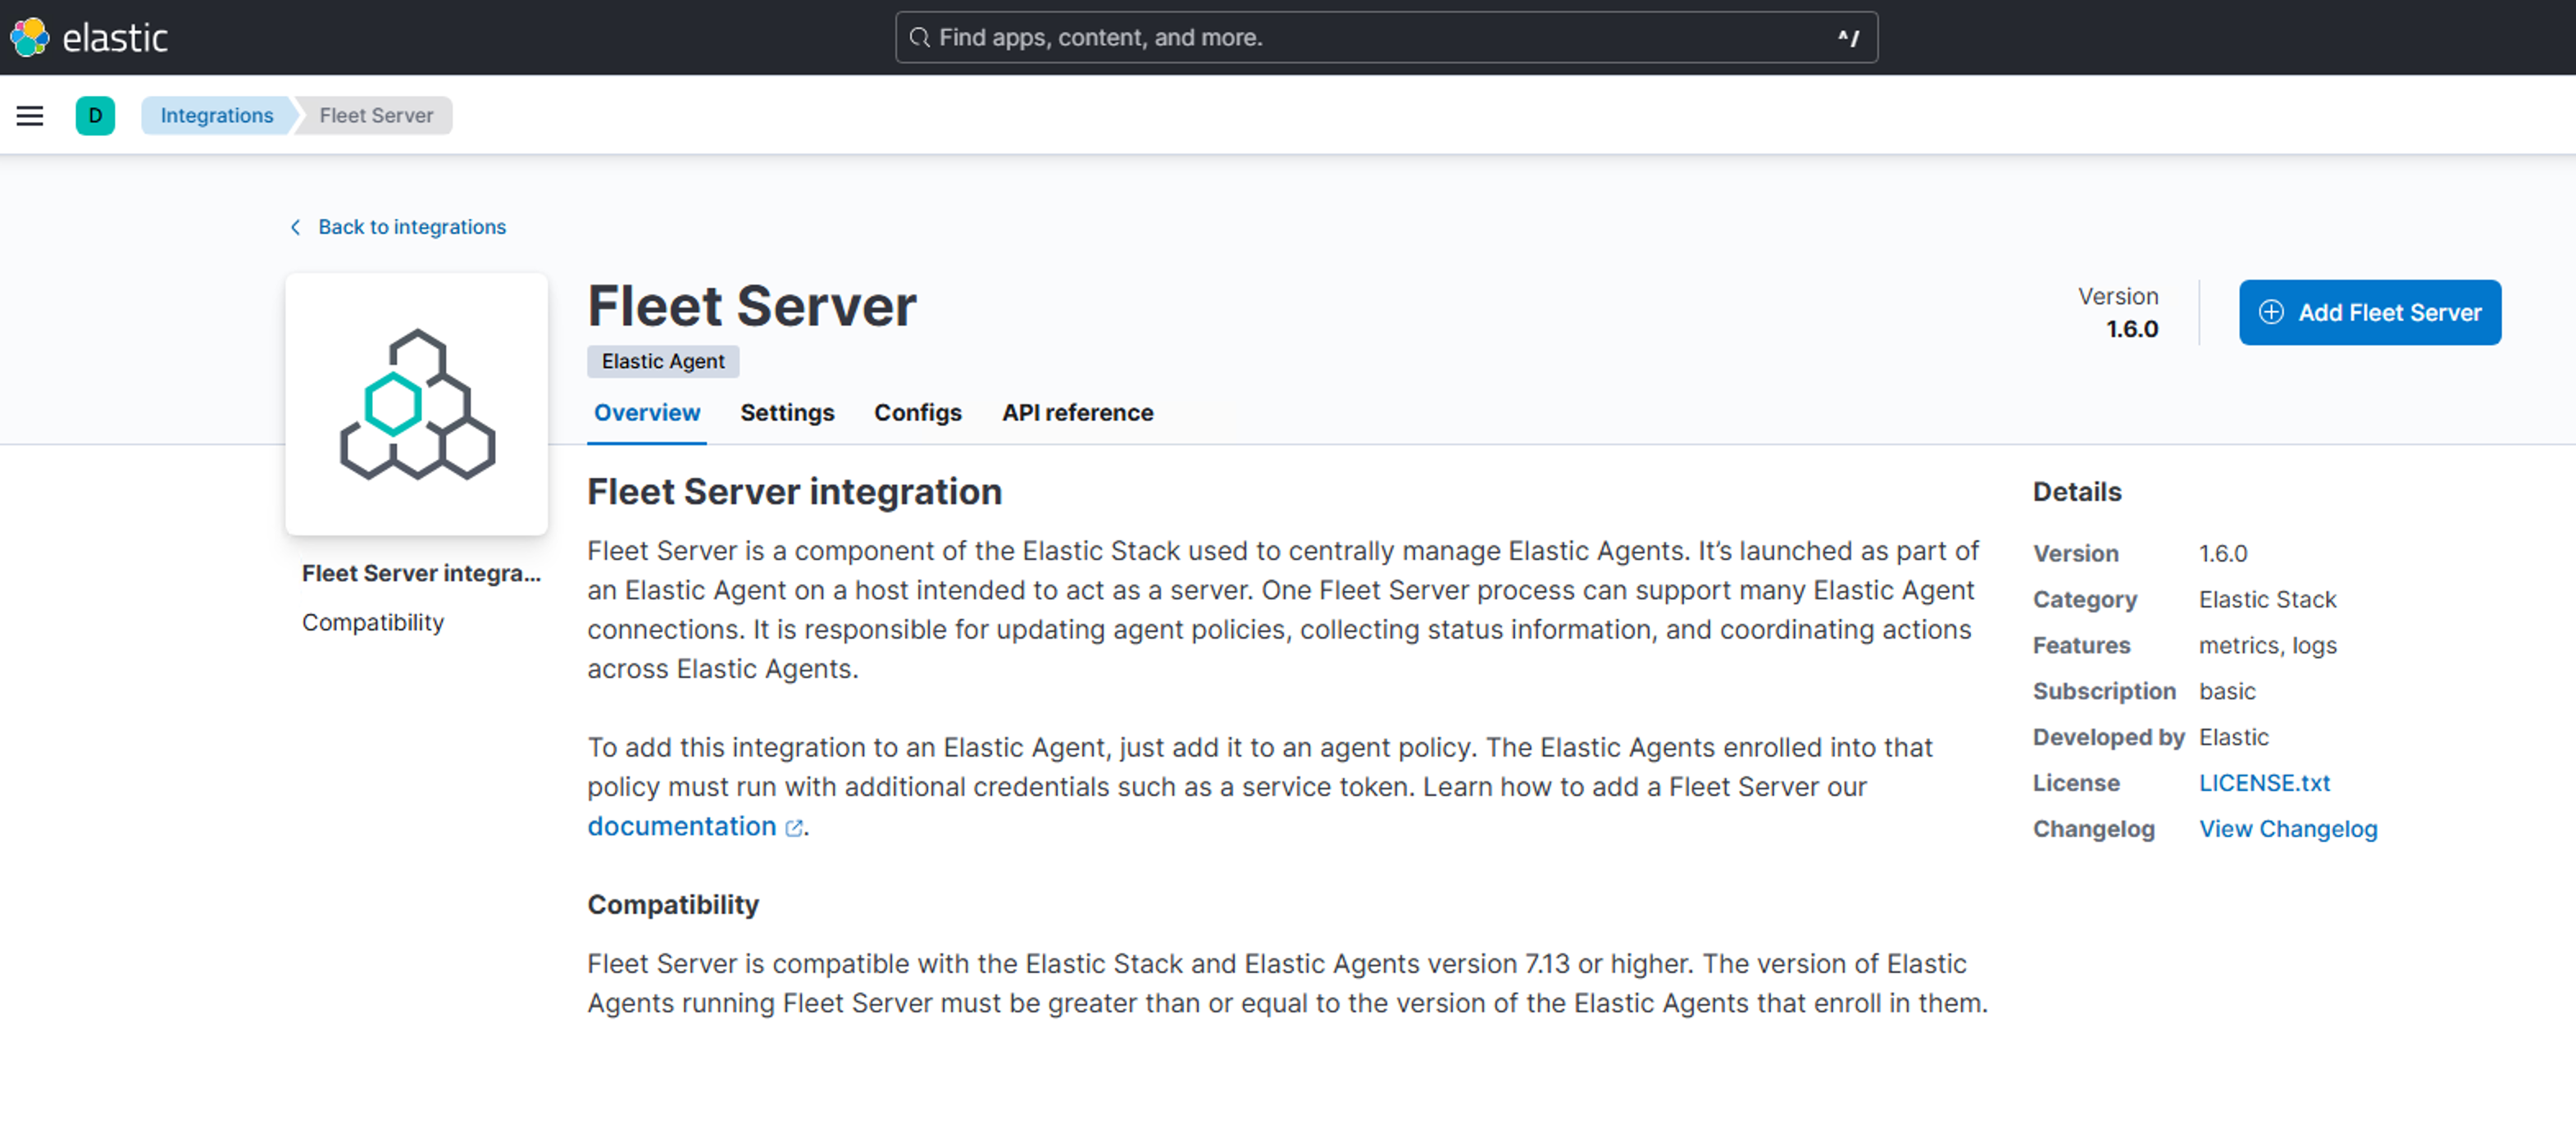 elastic
Find apps, content, and more.
^/
D
Integrations
Fleet Server
Back to integrations
Fleet Server
Version
1.6.0
Add Fleet Server
Elastic Agent
Overview
Settings
Configs
API reference
Fleet Server integra...
Compatibility
Fleet Server integration
Fleet Server is a component of the Elastic Stack used to centrally manage Elastic Agents. It’s launched as part of
an Elastic Agent on a host intended to act as a server. One Fleet Server process can support many Elastic Agent
connections. It is responsible for updating agent policies, collecting status information, and coordinating actions
across Elastic Agents.
To add this integration to an Elastic Agent, just add it to an agent policy. The Elastic Agents enrolled into that
policy must run with additional credentials such as a service token. Learn how to add a Fleet Server our
documentation.
Compatibility
Fleet Server is compatible with the Elastic Stack and Elastic Agents version 7.13 or higher. The version of Elastic
Agents running Fleet Server must be greater than or equal to the version of the Elastic Agents that enroll in them.
Details
Version 1.6.0
Category Elastic Stack
Features metrics, logs
Subscription basic
Developed by Elastic
License LICENSE.txt
Changelog View Changelog